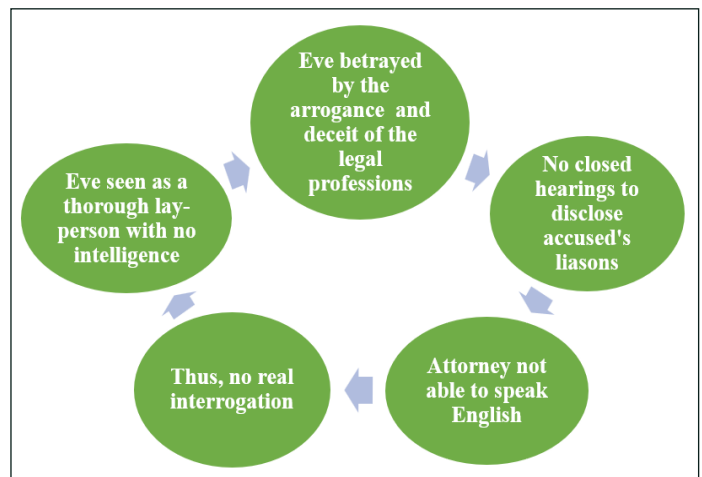 Eve betrayed
by the
arrogance and
deceit of the
legal
professions
No closed
hearings to
disclose
accused's
liasons
Attorney not
able to speak
English
Thus, no real
interrogation
Eve seen as a
thorough lay-
person with no
intelligence